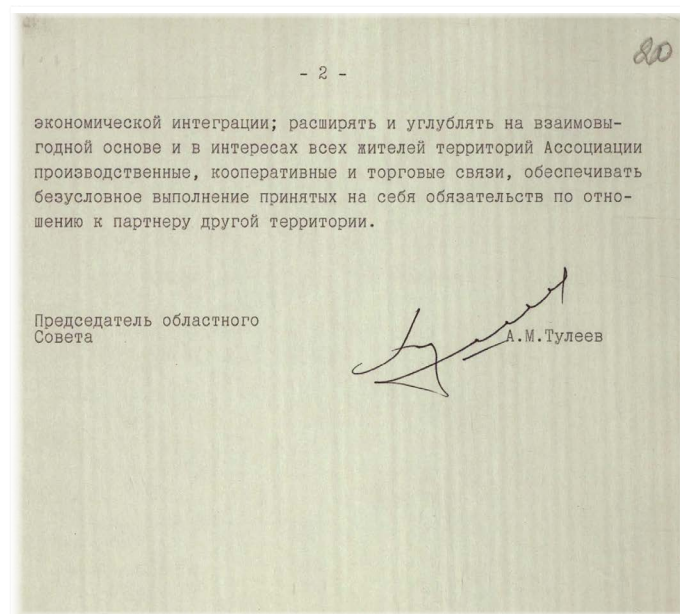 80
- 2 -
экономической интеграции; расширять и углублять на взаимовы-
годной основе и в интересах всех жителей территорий Ассоциации
производственные, кооперативные и торговые связи, обеспечивать
безусловное выполнение принятых на себя обязательств по отно-
шению к партнеру другой территории.
Председатель областного
Совета А.М.Тулеев